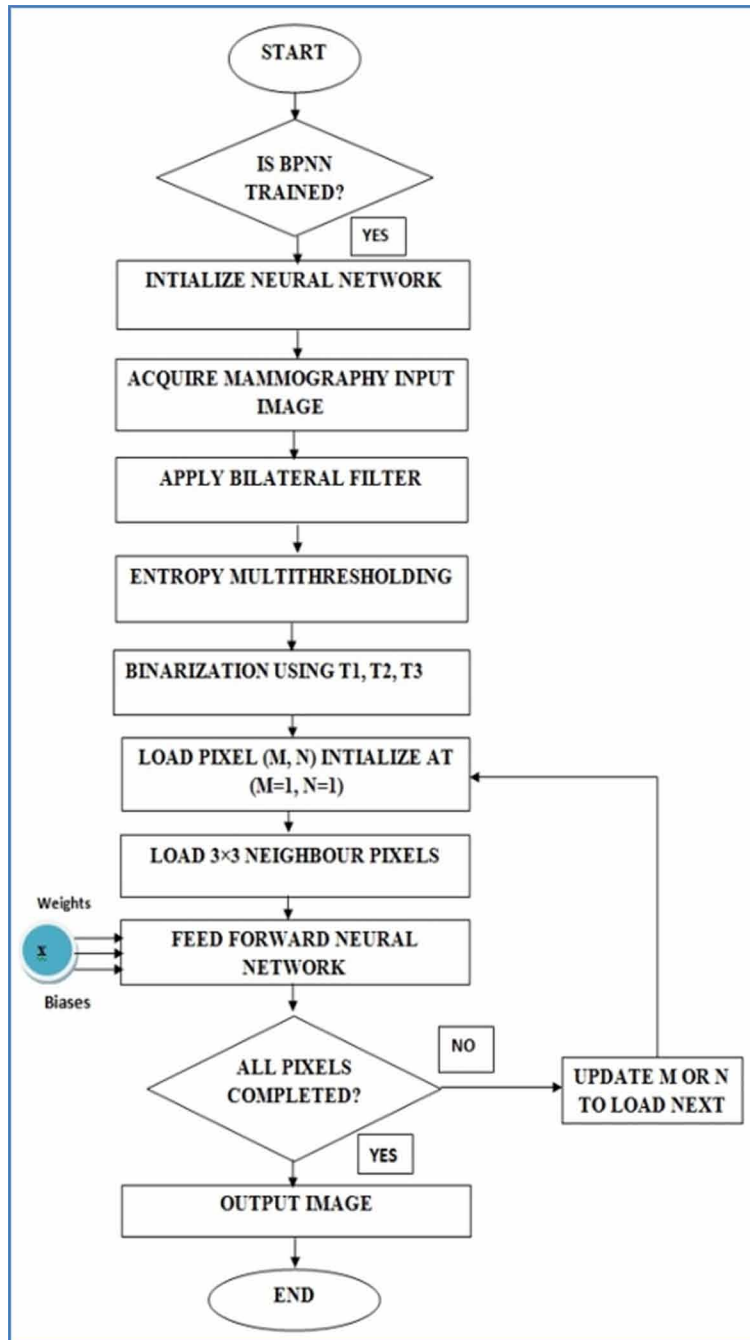 START
IS BPNN
TRAINED?
YES
INTIALIZE NEURAL NETWORK
ACQUIRE MAMMOGRAPHY INPUT
IMAGE
APPLY BILATERAL FILTER
ENTROPY MULTITHRESHOLDING
BINARIZATION USING T1, T2, T3
LOAD PIXEL (M, N) INTIALIZE AT
(M=1, N=1)
LOAD 3×3 NEIGHBOUR PIXELS
Weights
x
Biases
FEED FORWARD NEURAL
NETWORK
ALL PIXELS
COMPLETED?
NO
UPDATE M OR N
TO LOAD NEXT
YES
OUTPUT IMAGE
END